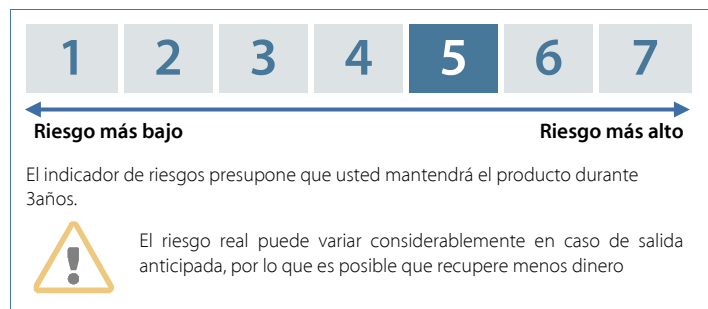 1 2 3 4 5 6 7
Riesgo más bajo Riesgo más alto
El indicador de riesgos presupone que usted mantendrá el producto durante
3años.
El riesgo real puede variar considerablemente en caso de salida
anticipada, por lo que es posible que recupere menos dinero